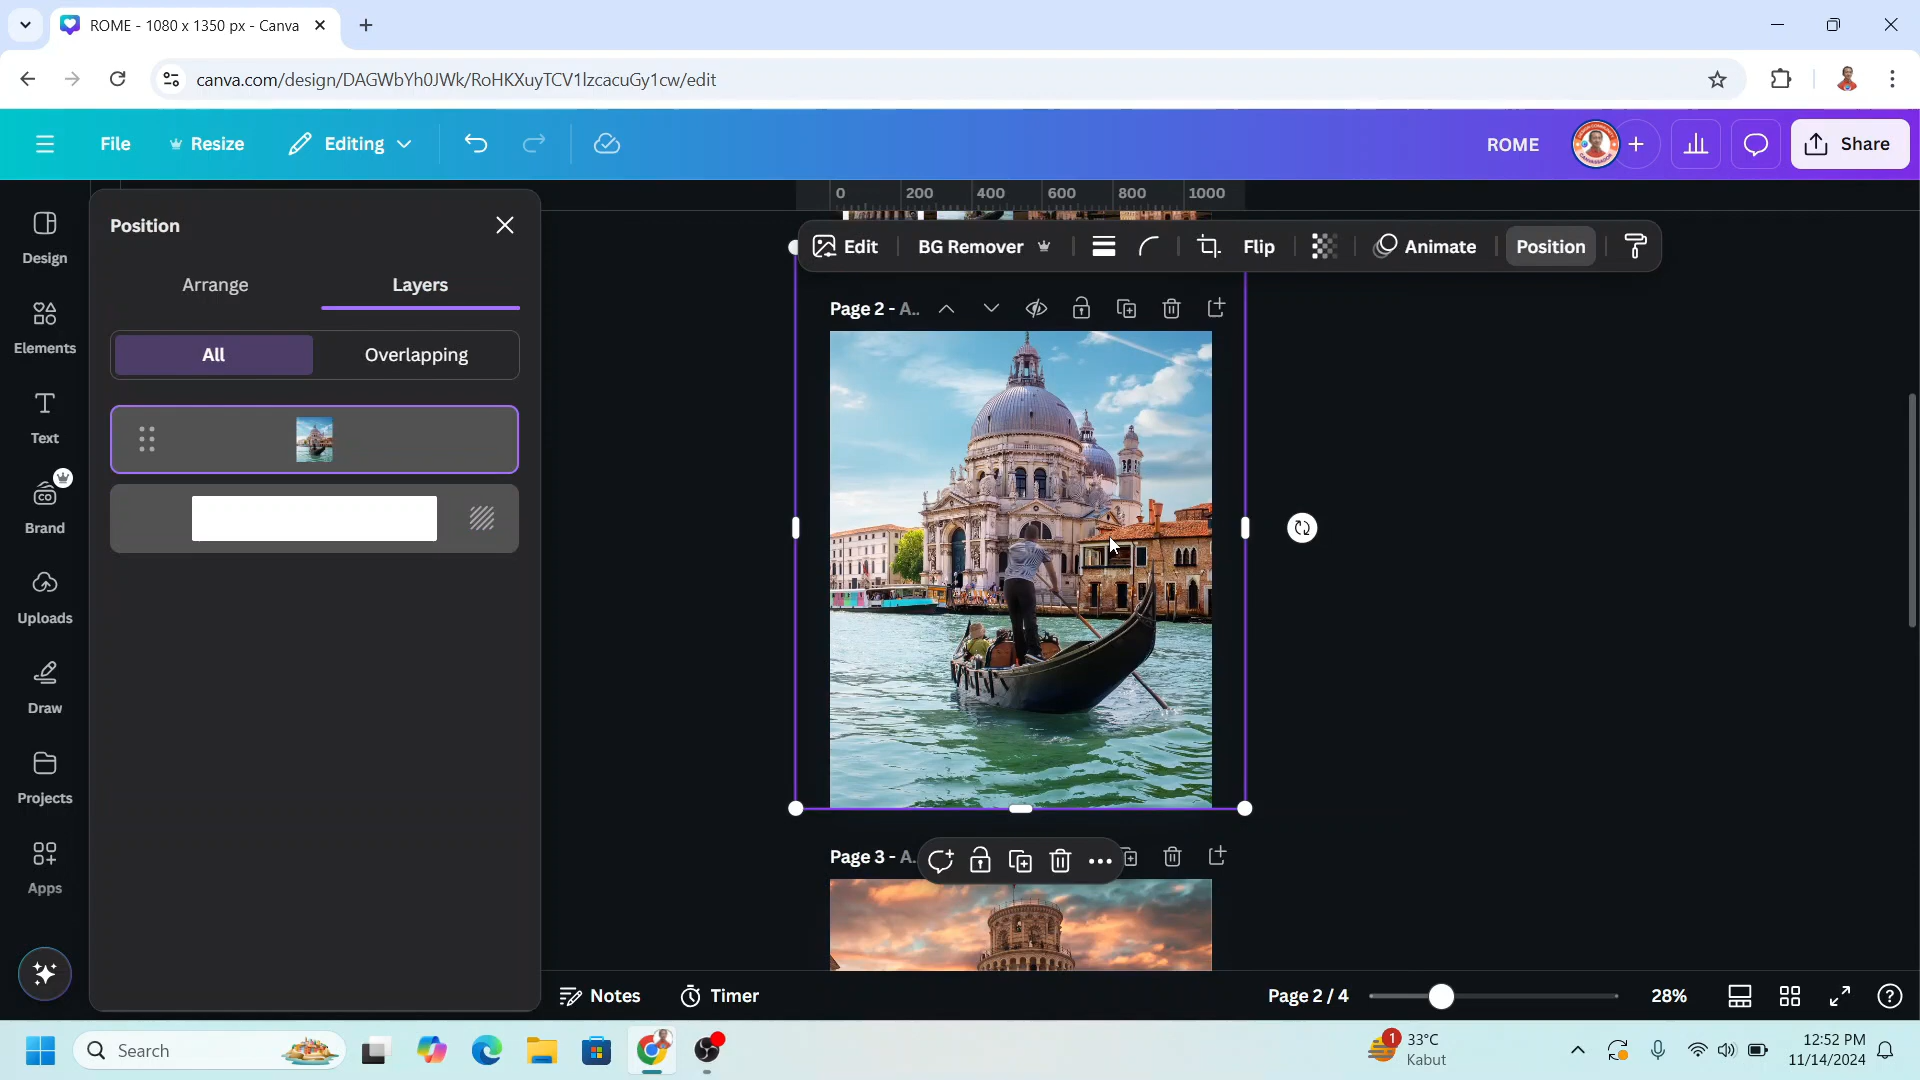 ROME - 1080 x 1350 px - Canva
canva.com/design/DAGWbYh0JWk/RoHKXuyTCV1lzcacuGy1cw/edit
File Resize Editing ROME Share
0 200 400 600 800 1000
Position
Edit BG Remover Flip Animate Position
Arrange Layers
All Overlapping
Design
Elements
Text
Brand
Uploads
Draw
Projects
Apps
Page 2 - A..
Page 3 - A.
Notes Timer Page 2 / 4 28%
Search
1
33°C
Kabut
12:52 PM
11/14/2024